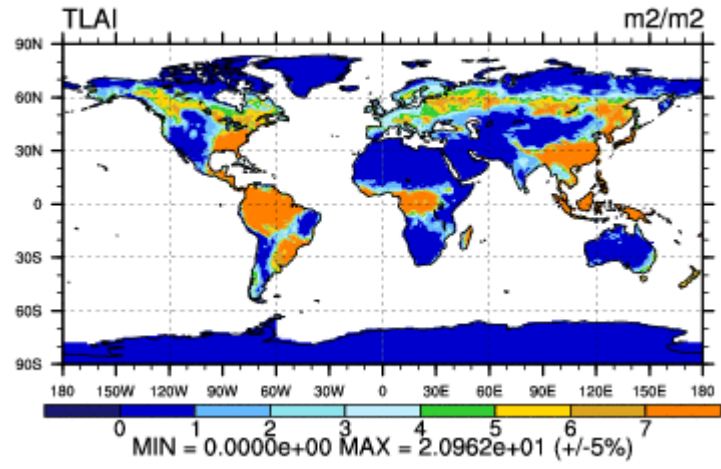 TLAI m2/m2
90N
60N
30N
0
30S
60S
90S
180 150W 120W 90W 60W 30W 0 30E 60E 90E 120E 150E 180
0 1 2 3 4 5 6 7
MIN = 0.0000e+00 MAX = 2.0962e+01 (+/-5%)